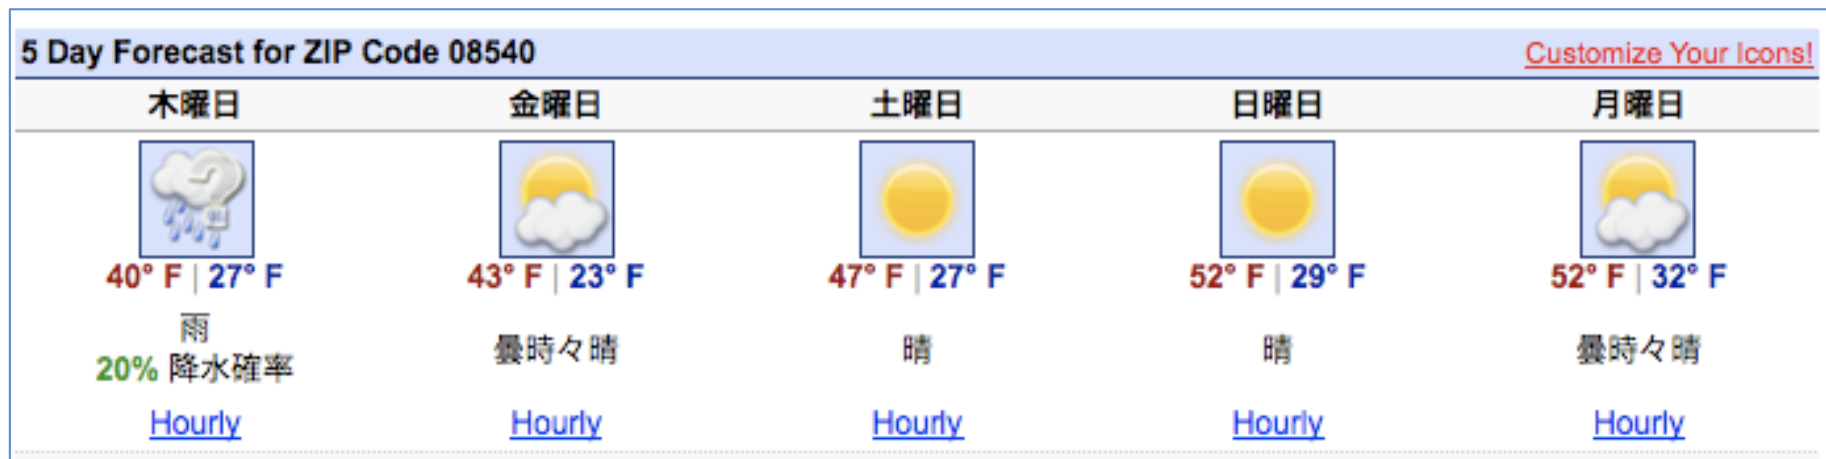 5 Day Forecast for ZIP Code 08540 Customize Your Icons!
木曜日 金曜日 土曜日 日曜日 月曜日
40° F | 27° F 43° F | 23° F 47° F | 27° F 52° F | 29° F 52° F | 32° F
雨 曇時々晴 晴 晴 曇時々晴
20% 降水確率
Hourly Hourly Hourly Hourly Hourly